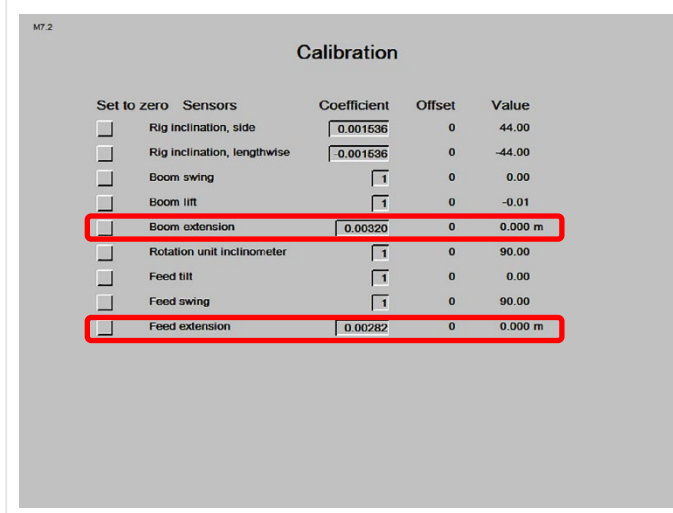 M7.2
Calibration
Set to zero Sensors Coefficient Offset Value
Rig inclination, side 0.001536 0 44.00
Rig inclination, lengthwise -0.001536 0 -44.00
Boom swing 1 0 0.00
Boom lift 1 0 -0.01
Boom extension 0.00320 0 0.000 m
Rotation unit inclinometer 1 0 90.00
Feed tilt 1 0 0.00
Feed swing 1 0 90.00
Feed extension 0.00282 0 0.000 m